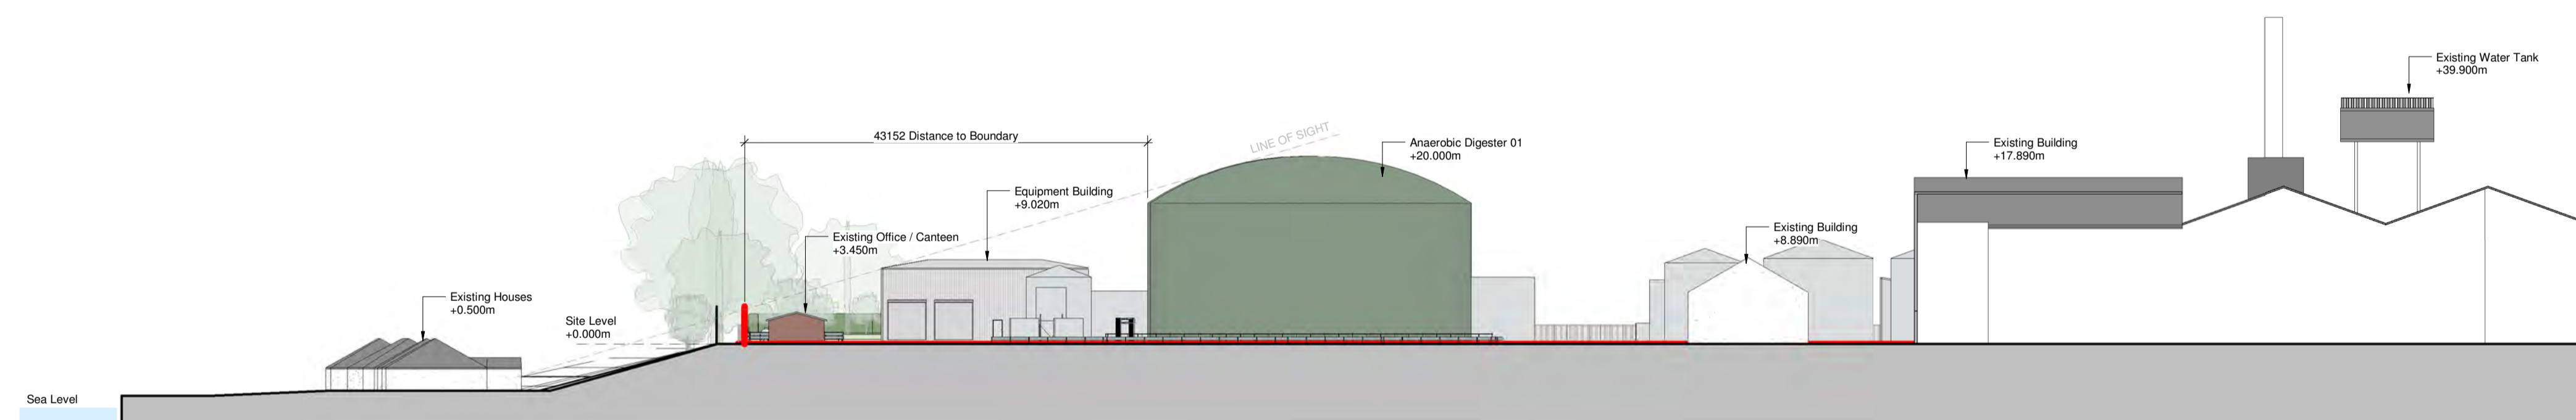 Existing Water Tank
+39.900m
LINE OF SIGHT
43152 Distance to Boundary
Anaerobic Digester 01
+20.000m
Existing Building
+17.890m
Equipment Building
+9.020m
Existing Building
+8.890m
Existing Office / Canteen
+3.450m
Existing Houses
+0.500m
Site Level
+0.000m
Sea Level